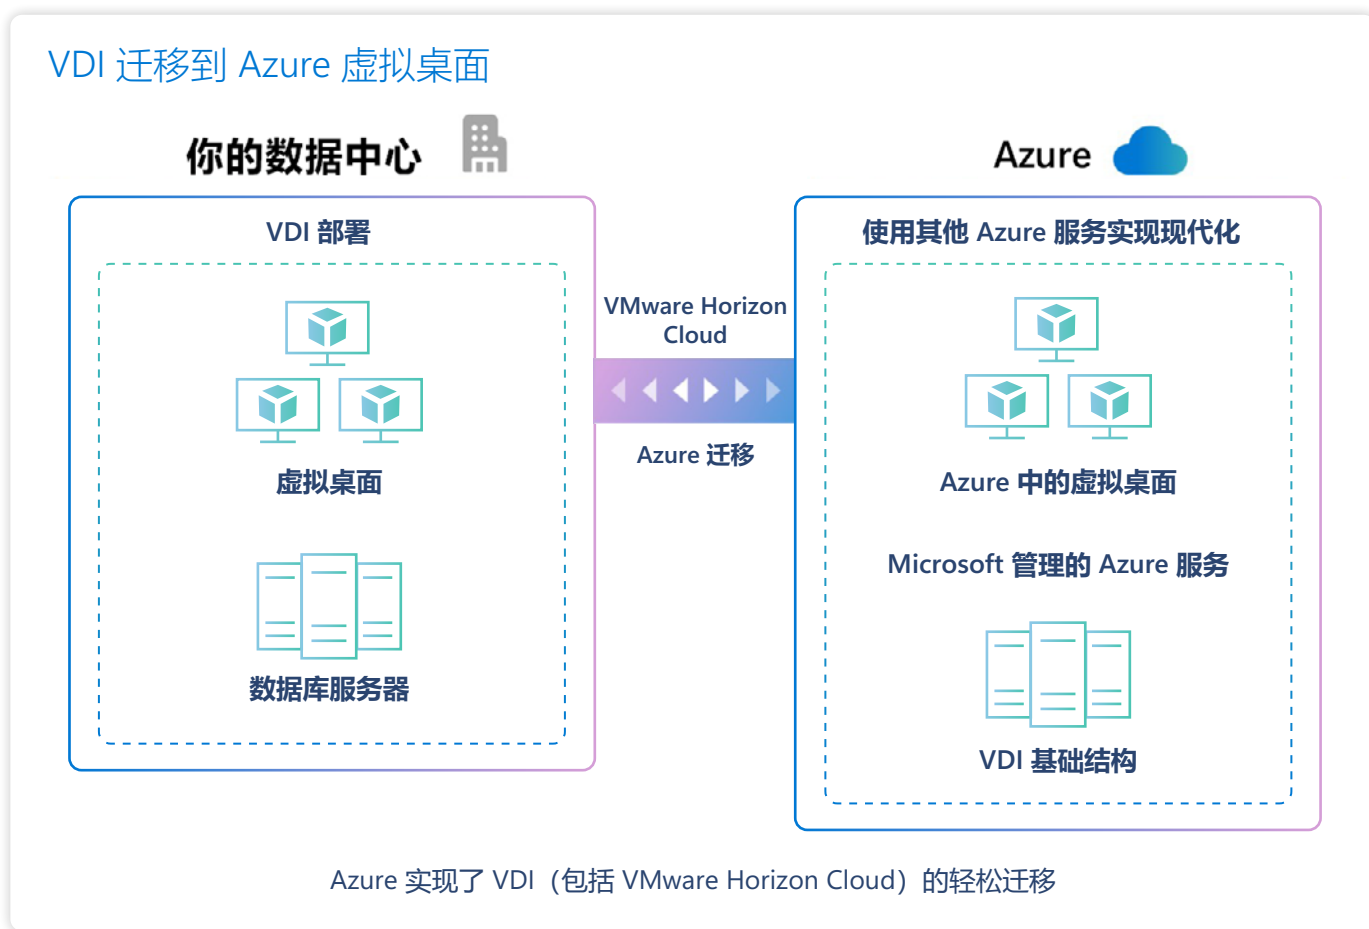 VDI 迁移到 Azure 虚拟桌面
你的数据中心
Azure
VDI 部署
使用其他 Azure 服务实现现代化
VMware Horizon
Cloud
Azure 迁移
虚拟桌面
Azure 中的虚拟桌面
Microsoft 管理的 Azure 服务
数据库服务器
VDI 基础结构
Azure 实现了 VDI（包括 VMware Horizon Cloud）的轻松迁移